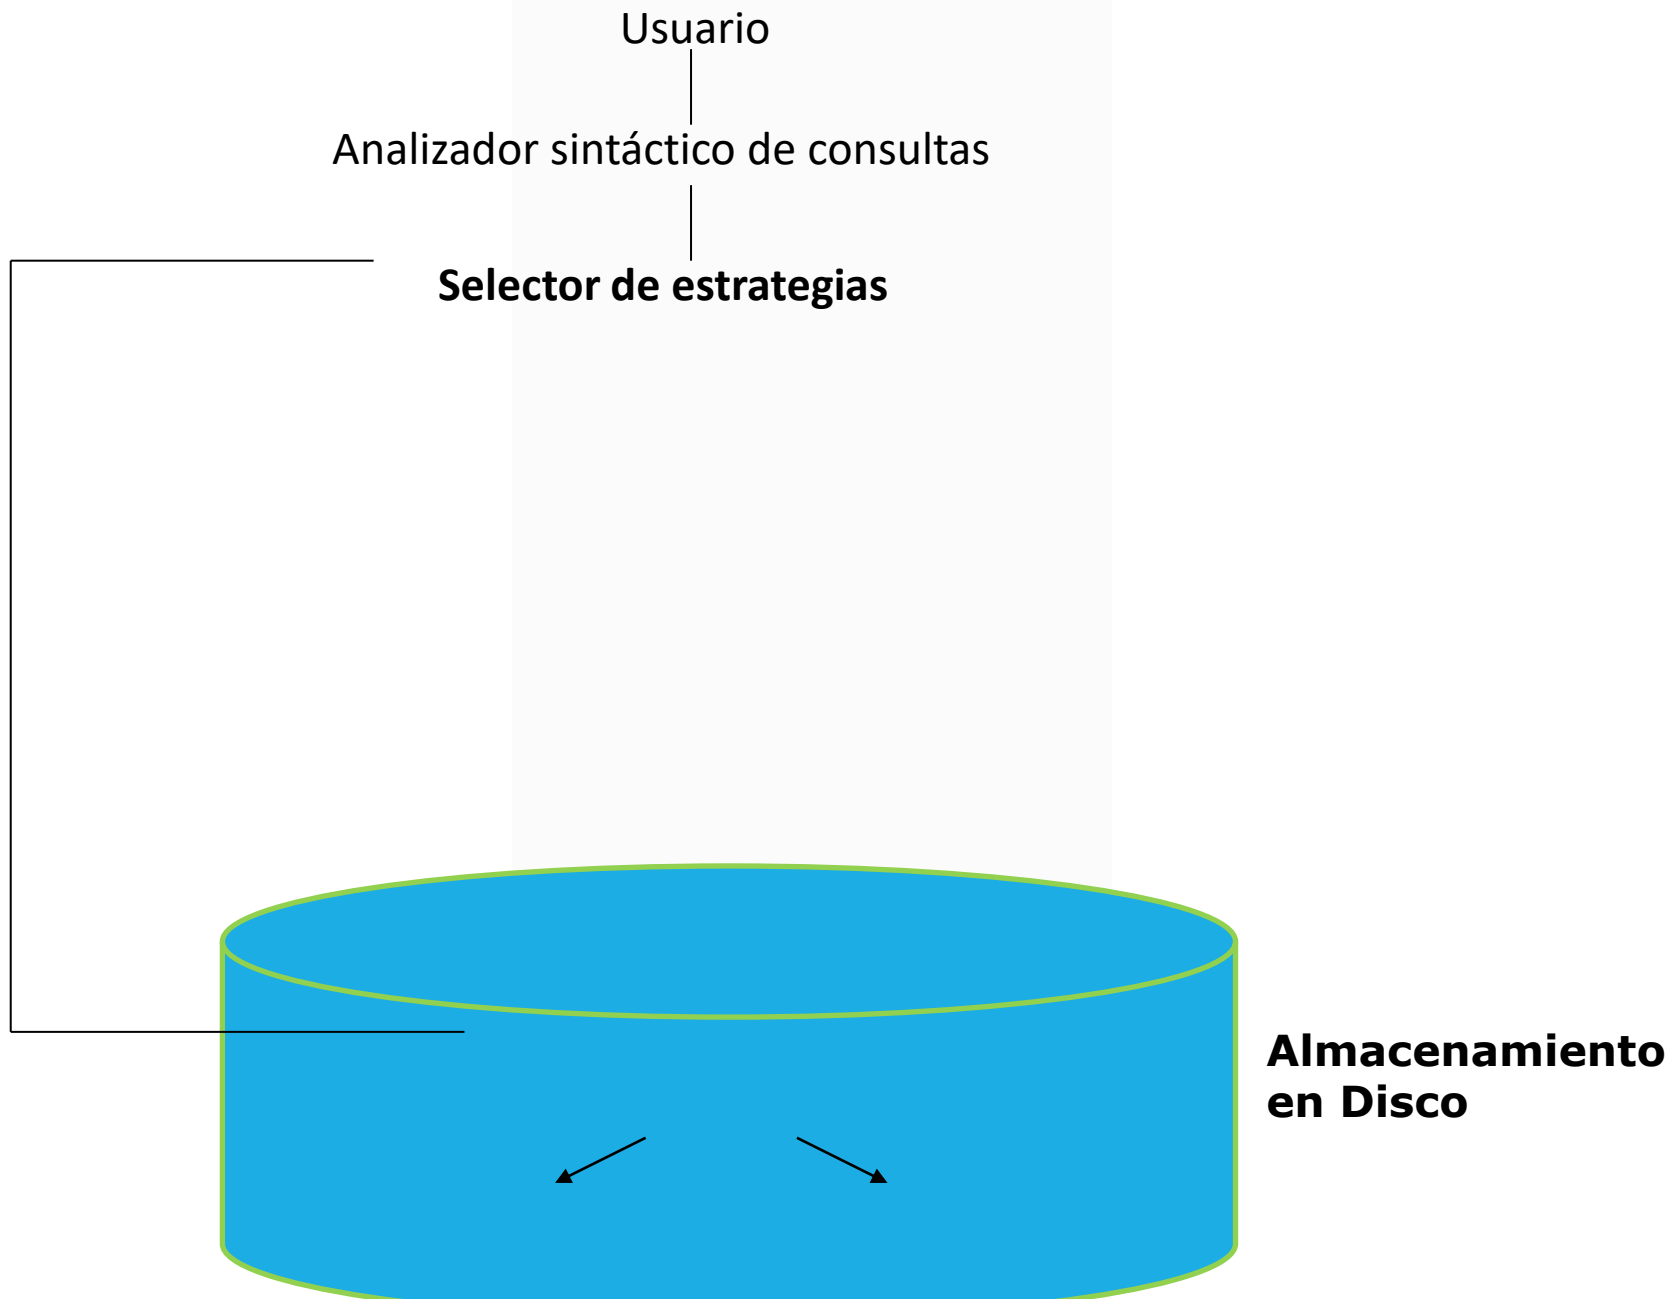 Usuario
Analizador sintáctico de consultas
Selector de estrategias
Almacenamiento
en Disco